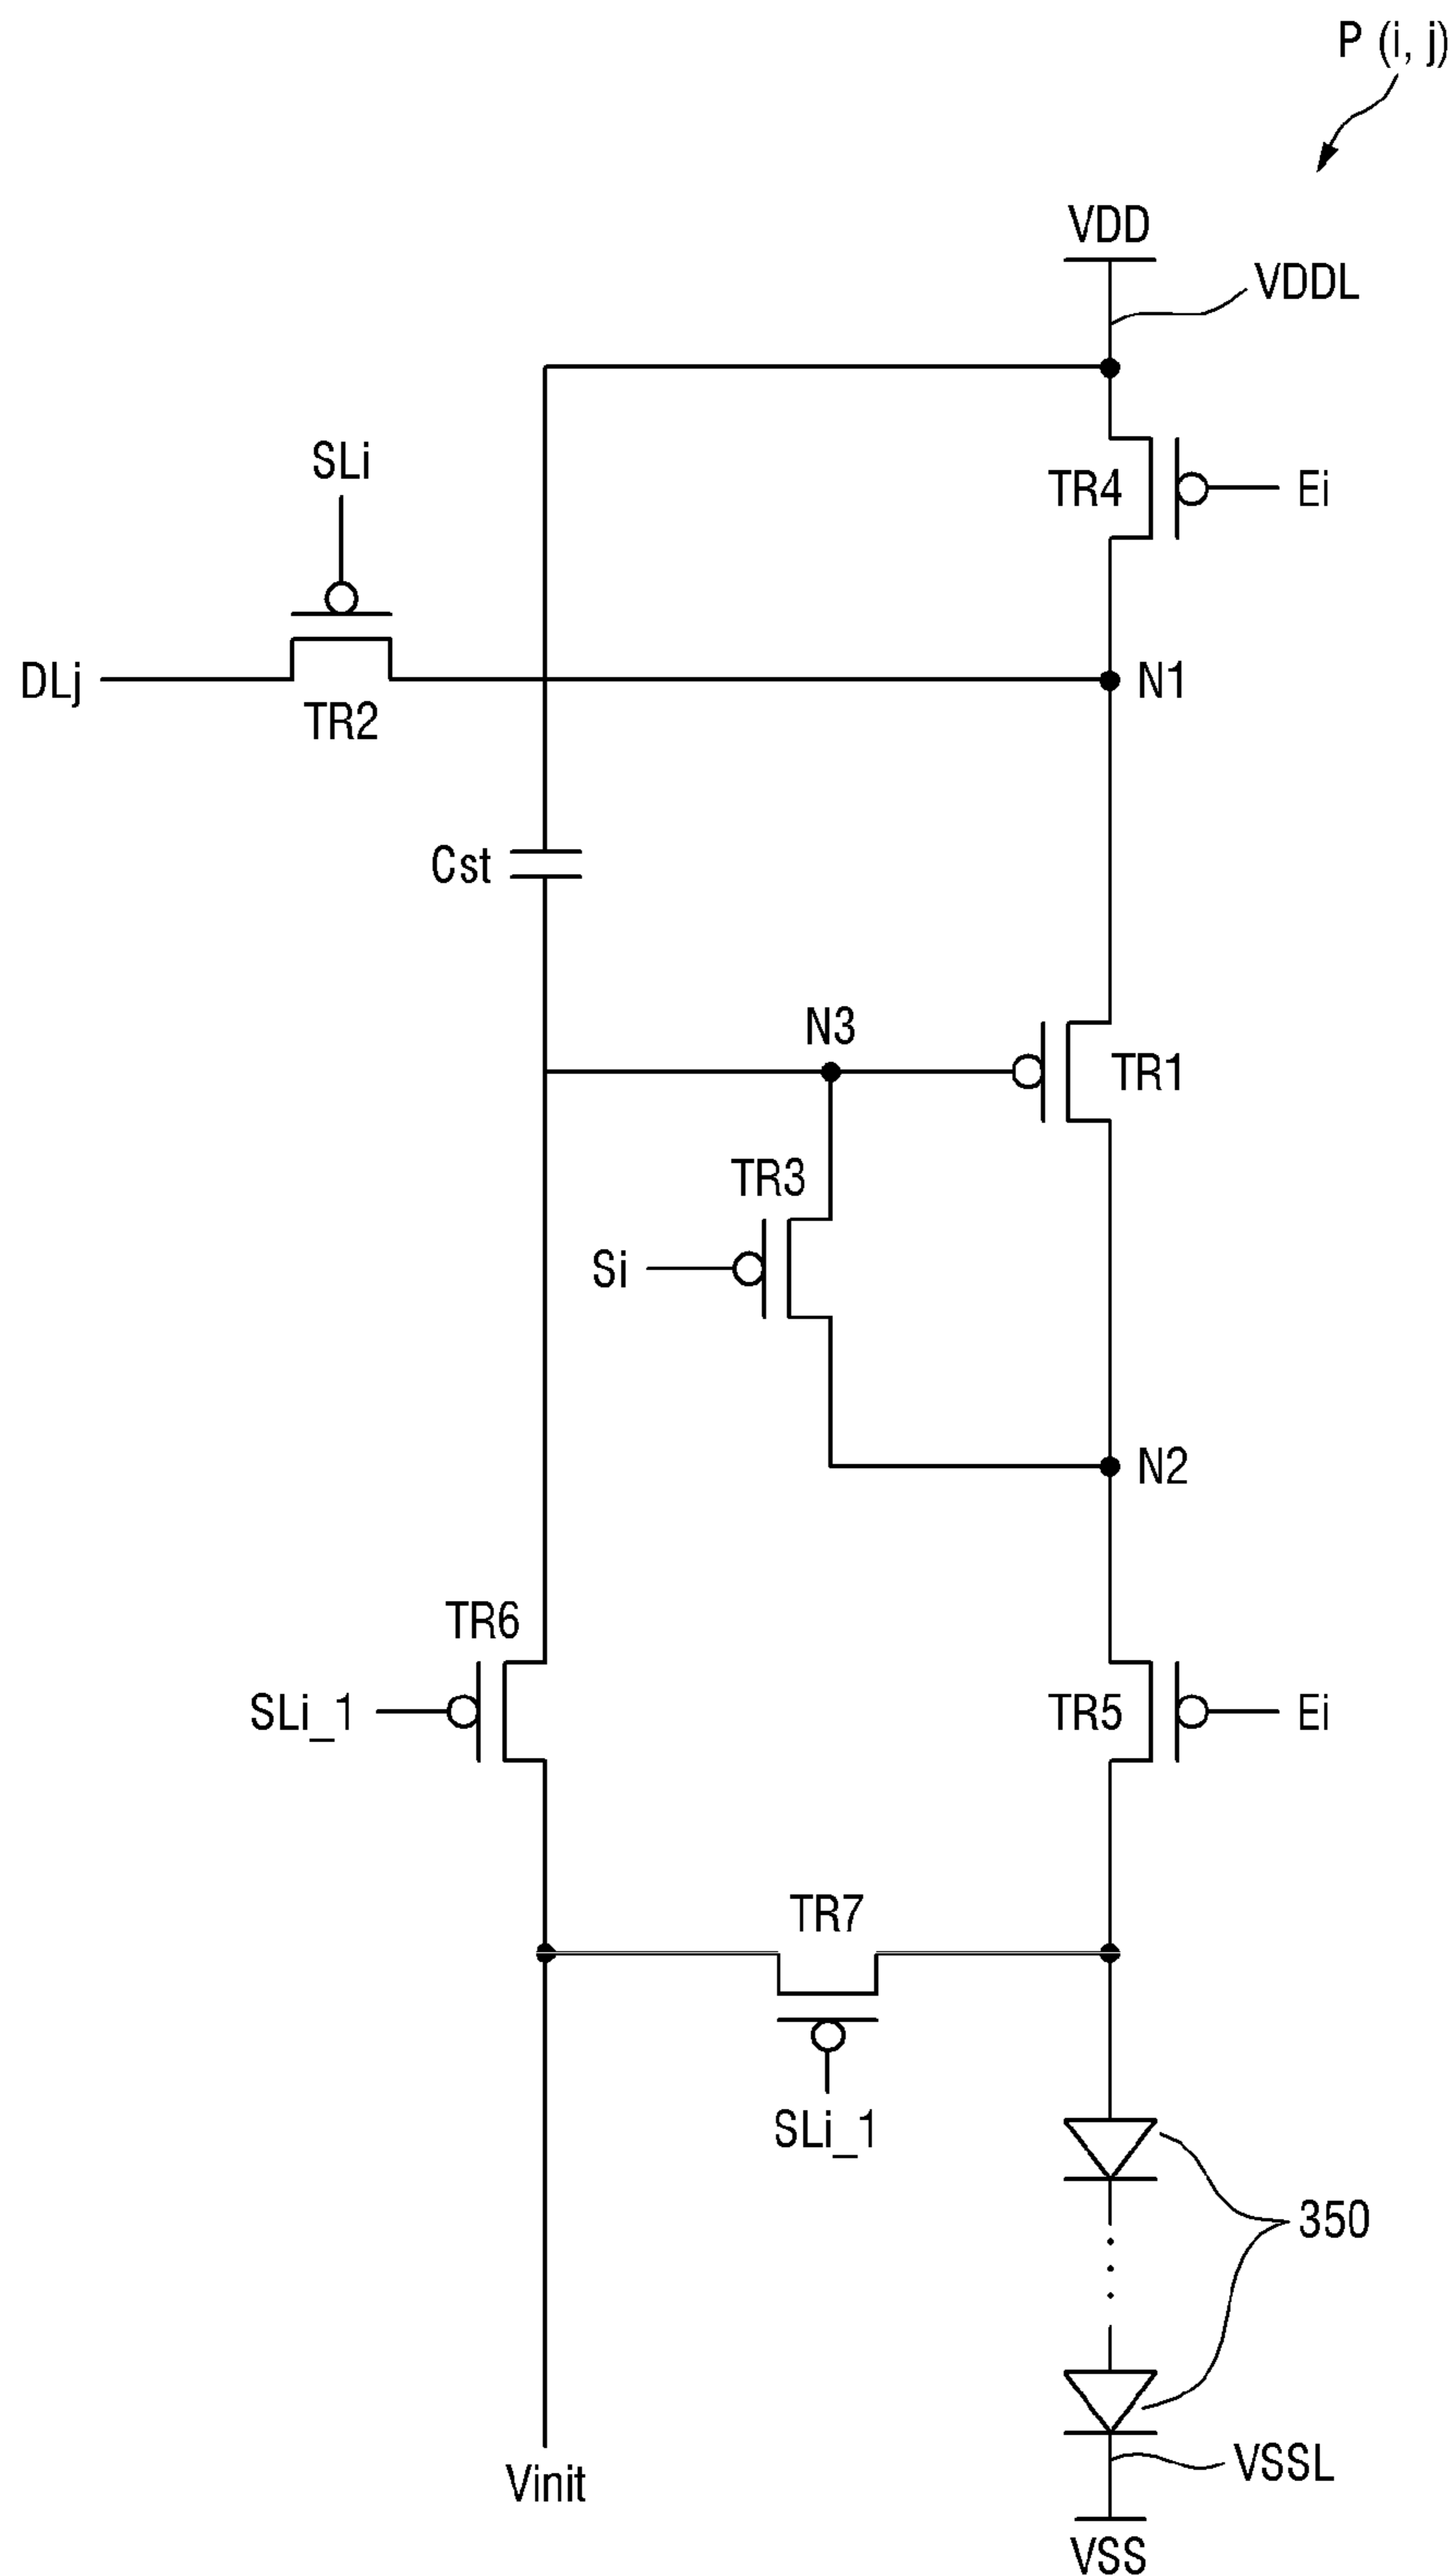 P (i, j)
VDD
VDDL
SLi
TR4
Ei
DLj
TR2
N1
Cst
N3
TR1
TR3
Si
N2
TR6
SLi_1
TR5
Ei
TR7
SLi_1
350
Vinit
VSSL
VSS